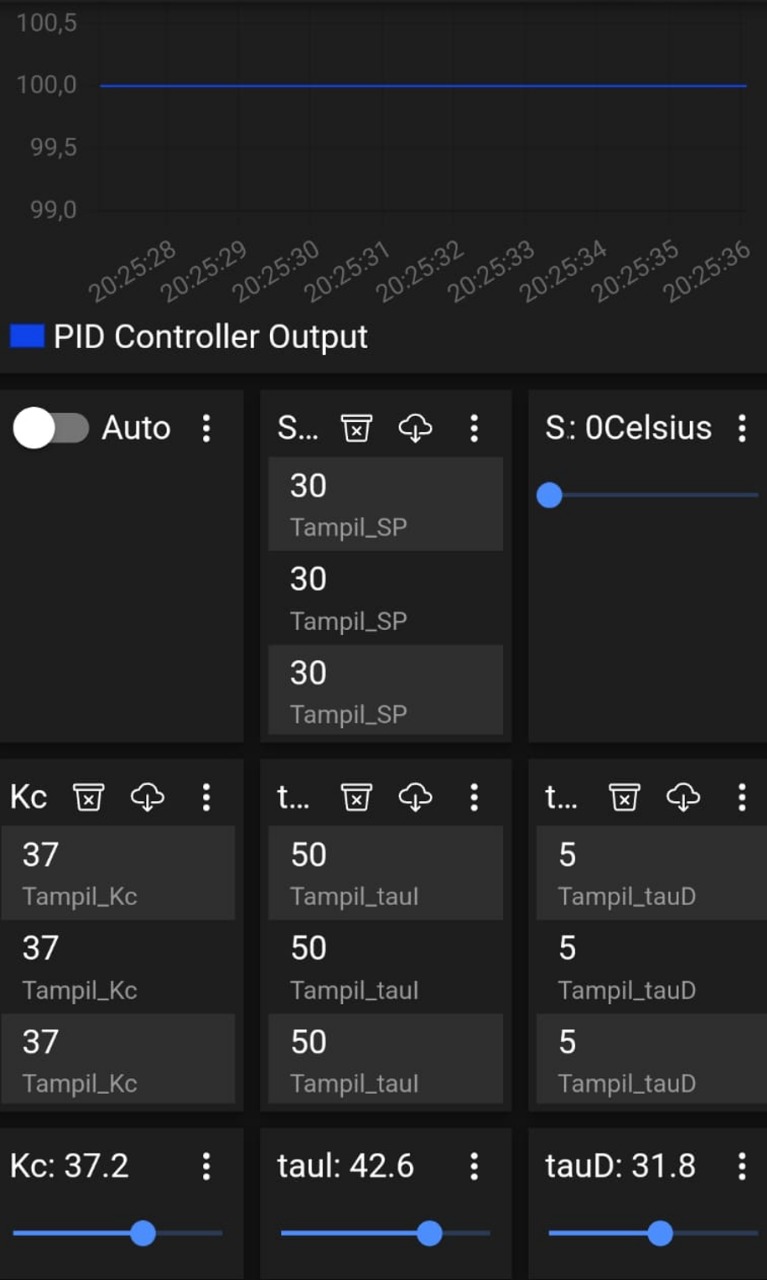 100,5
100,0
99,5
99,0
20:25:28 20:25:29 20:25:30 20:25:31 20:25:32 20:25:33 20:25:34 20:25:35 20:25:36
PID Controller Output
Auto
S...
30
Tampil_SP
30
Tampil_SP
30
Tampil_SP
S: 0Celsius
Kc
37
Tampil_Kc
37
Tampil_Kc
37
Tampil_Kc
t...
50
Tampil_tauI
50
Tampil_tauI
50
Tampil_tauI
t...
5
Tampil_tauD
5
Tampil_tauD
5
Tampil_tauD
Kc: 37.2
tauI: 42.6
tauD: 31.8